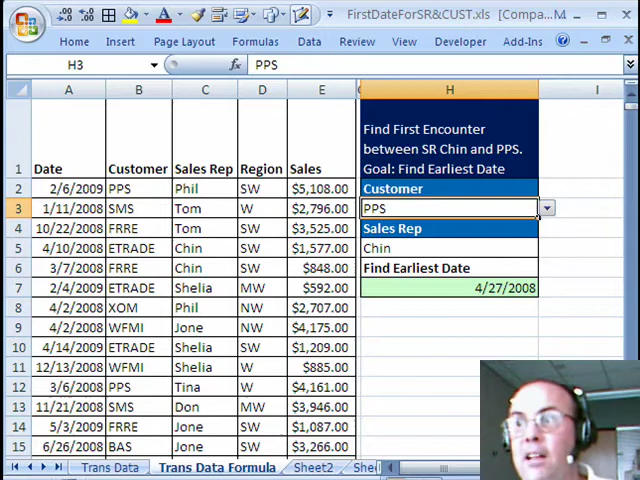 FirstDateForSR&CUST.xls [Compa... M...
Home Insert Formulas Data Review View Developer Add-Ins
H3 fx PPS
A B C D E H I
1 Date Customer Sales Rep Region Sales
Find First Encounter
between SR Chin and PPS.
Goal: Find Earliest Date
2 2/6/2009 PPS Phil SW $5,108.00 Customer
3 1/11/2008 SMS Tom W $2,796.00 PPS
4 10/22/2008 FRRE Tom SW $3,525.00 Sales Rep
5 4/10/2008 ETRADE Chin SW $1,577.00 Chin
6 3/7/2008 FRRE Chin SW $848.00 Find Earliest Date
7 2/4/2009 ETRADE Shelia MW $592.00 4/27/2008
8 4/2/2008 XOM Phil NW $2,707.00
9 4/2/2008 WFMI Jone NW $4,175.00
10 4/14/2009 ETRADE Shelia SW $1,209.00
11 12/13/2008 WFMI Shelia W $885.00
12 3/6/2008 PPS Tina W $4,161.00
13 11/21/2008 SMS Don MW $3,946.00
14 5/3/2009 FRRE Jone SW $1,087.00
15 6/26/2008 BAS Jone SW $3,266.00
Trans Data Trans Data Formula Sheet2 She